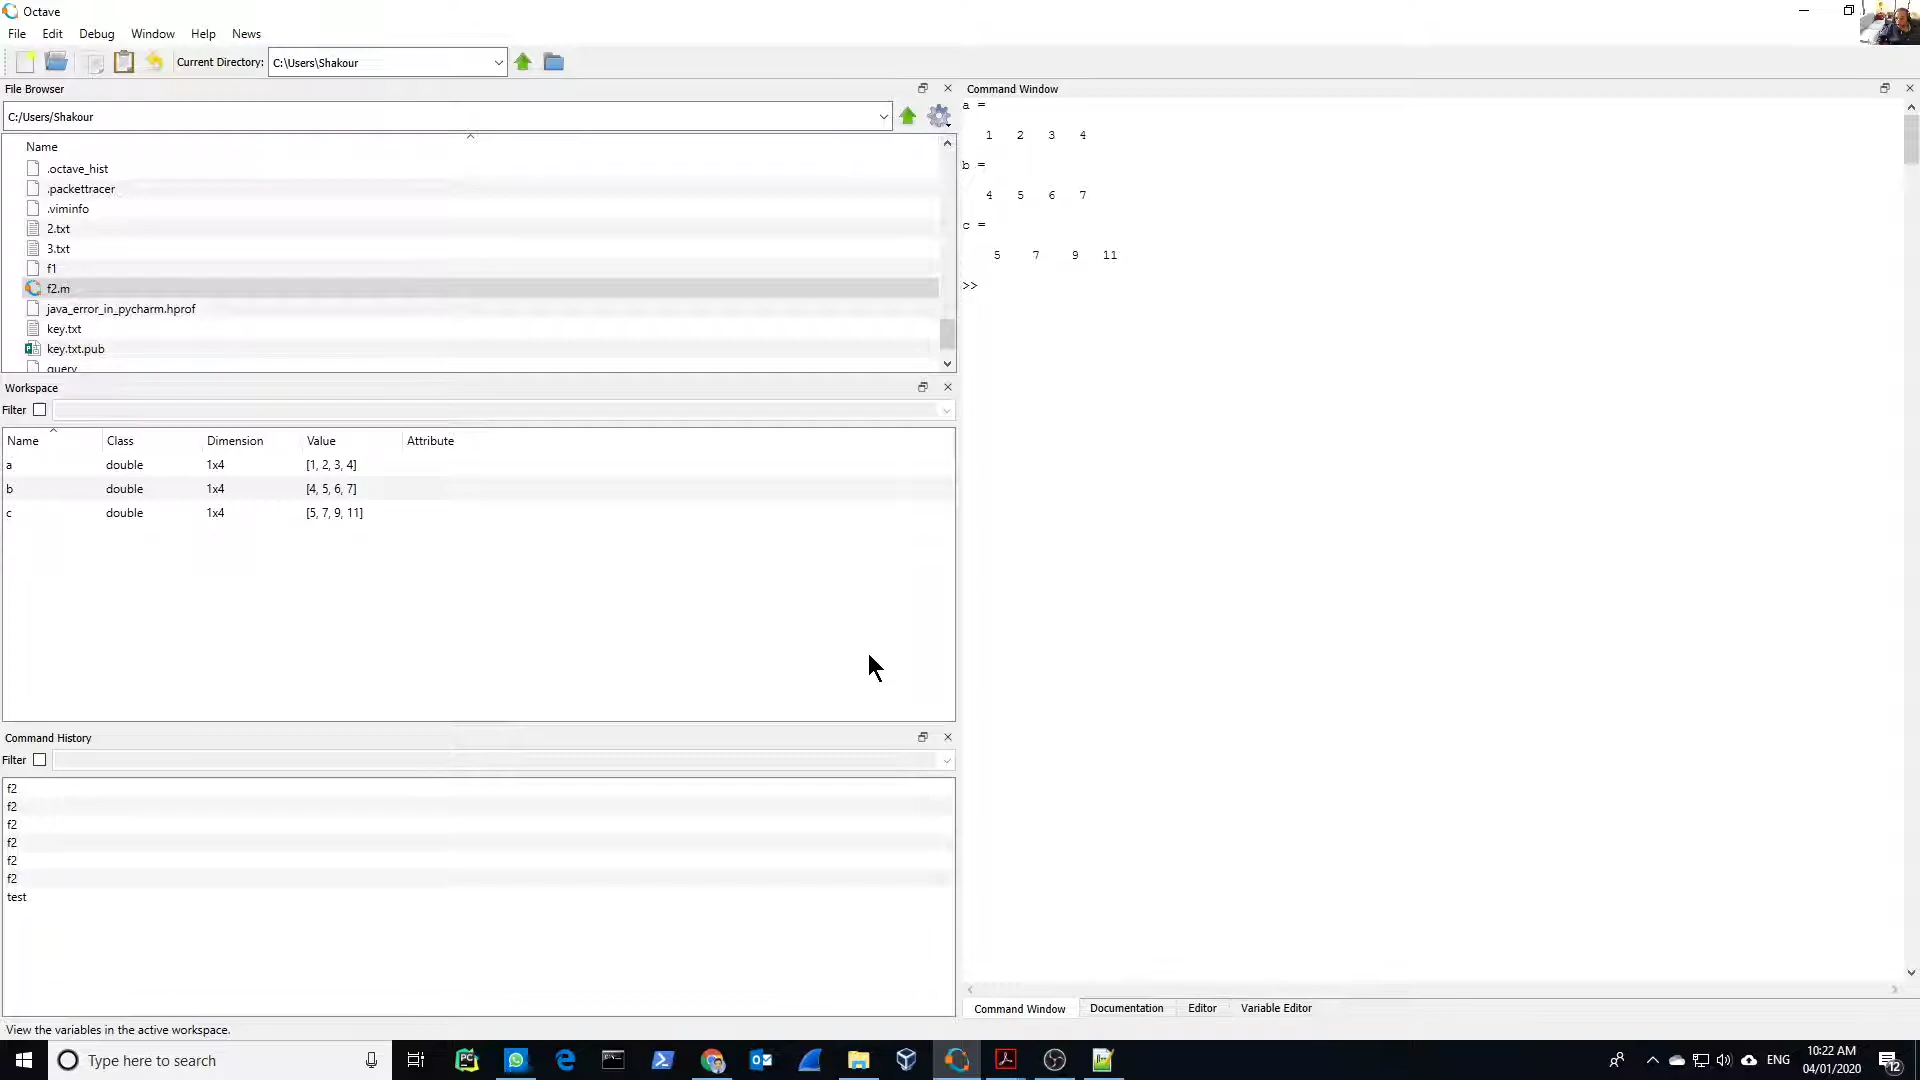 Octave
File Edit Debug Window Help News
Current Directory: C:\Users\Shakour
File Browser
C:/Users/Shakour
Name
.octave_hist
.packettracer
.viminfo
2.txt
3.txt
f1
f2.m
java_error_in_pycharm.hprof
key.txt
key.txt.pub
query
Workspace
Filter
Name Class Dimension Value Attribute
a double 1x4 [1, 2, 3, 4]
b double 1x4 [4, 5, 6, 7]
c double 1x4 [5, 7, 9, 11]
Command History
Filter
f2
f2
f2
f2
f2
f2
test
View the variables in the active workspace.
Command Window
a =
1 2 3 4
b =
4 5 6 7
c =
5 7 9 11
>>
Command Window Documentation Editor Variable Editor
Type here to search
PC
ENG
10:22 AM
04/01/2020
12